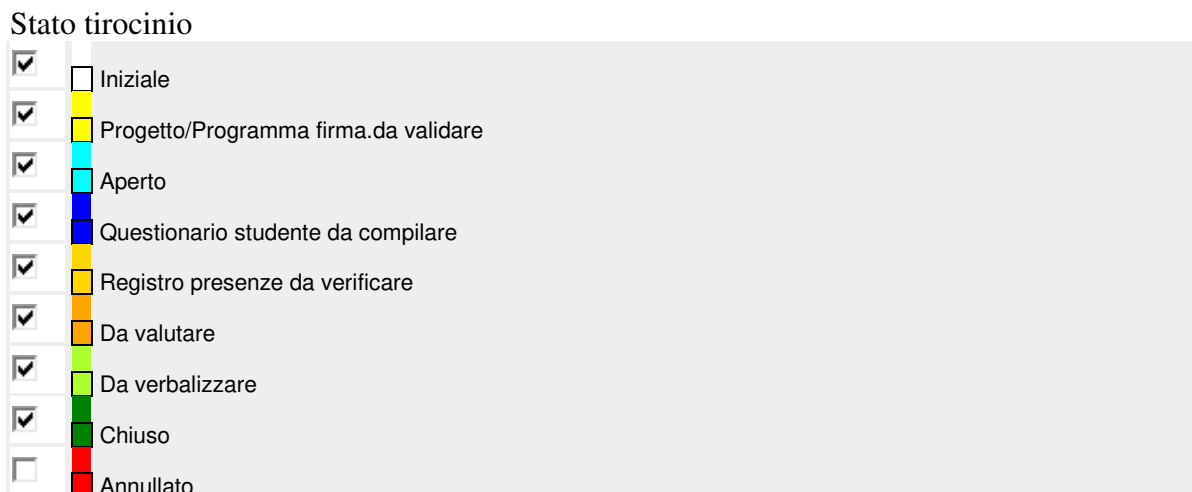 Stato tirocinio
Iniziale
Progetto/Programma firma.da validare
Aperto
Questionario studente da compilare
Registro presenze da verificare
Da valutare
Da verbalizzare
Chiuso
Annullato